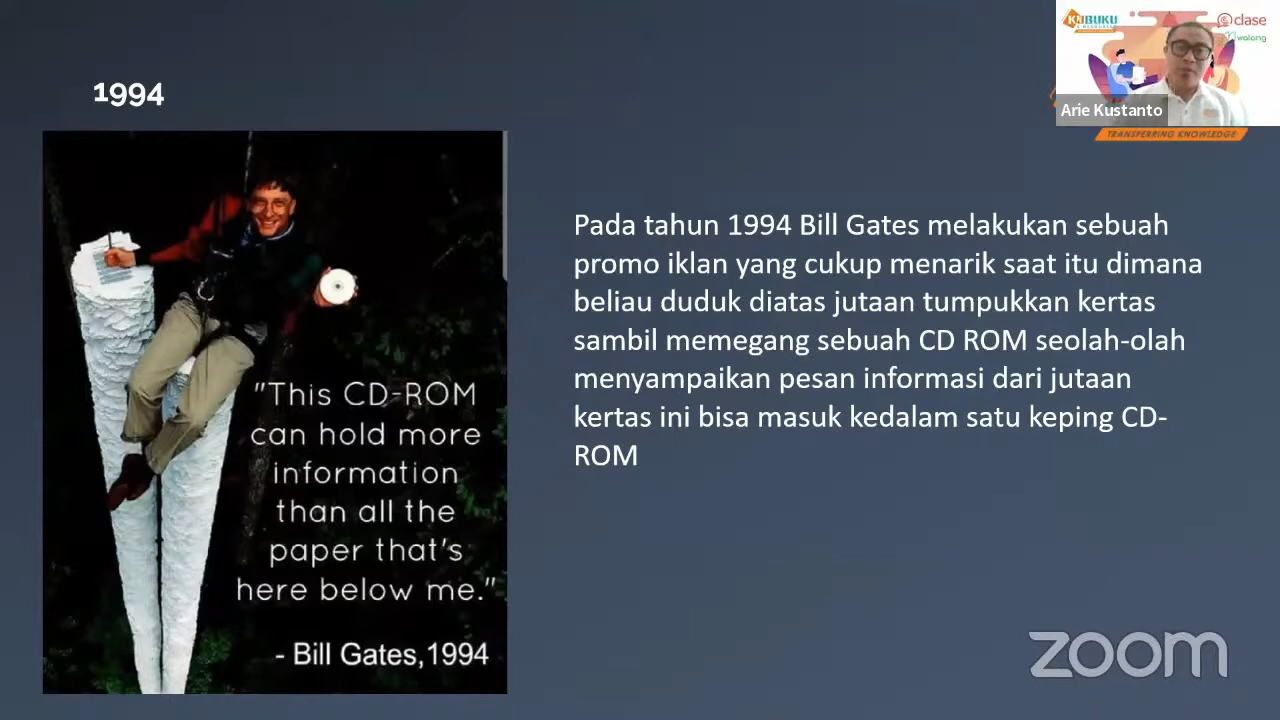 1994
KUBUKU
clase
walang
Arie Kustanto
TRANSFERRING KNOWLEDGE
"This CD-ROM
can hold more
information
than all the
paper that's
here below me."
- Bill Gates,1994
Pada tahun 1994 Bill Gates melakukan sebuah
promo iklan yang cukup menarik saat itu dimana
beliau duduk diatas jutaan tumpukkan kertas
sambil memegang sebuah CD ROM seolah-olah
menyampaikan pesan informasi dari jutaan
kertas ini bisa masuk kedalam satu keping CD-
ROM
zoom